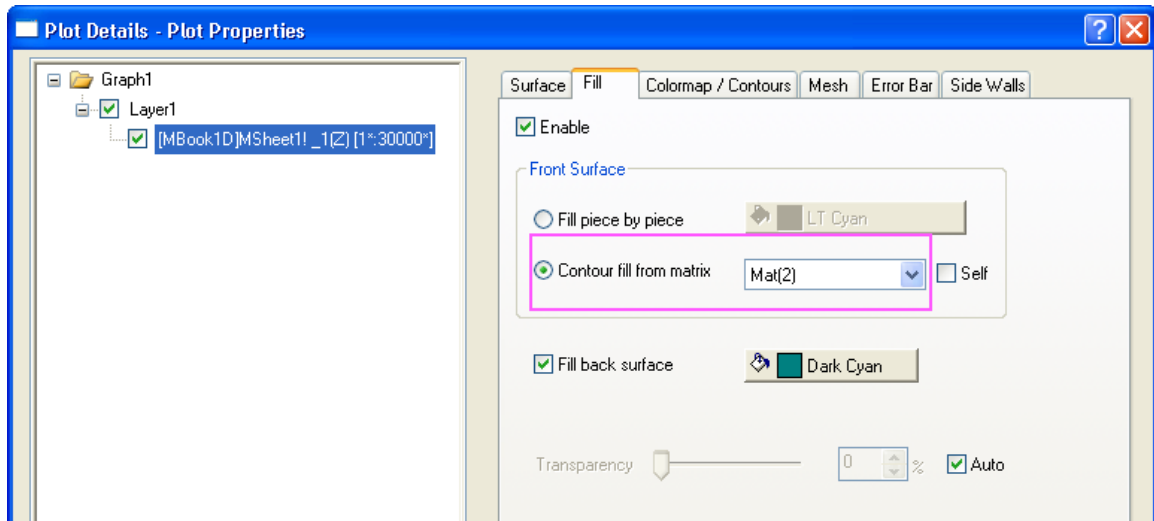 Plot Details - Plot Properties
Graph1
Layer1
[MBook1D]MSheet1! _1(Z) [1*:30000*]
Surface Fill Colormap / Contours Mesh Error Bar Side Walls
Enable
Front Surface
Fill piece by piece LT Cyan
Contour fill from matrix Mat(2) Self
Fill back surface Dark Cyan
Transparency 0 % Auto